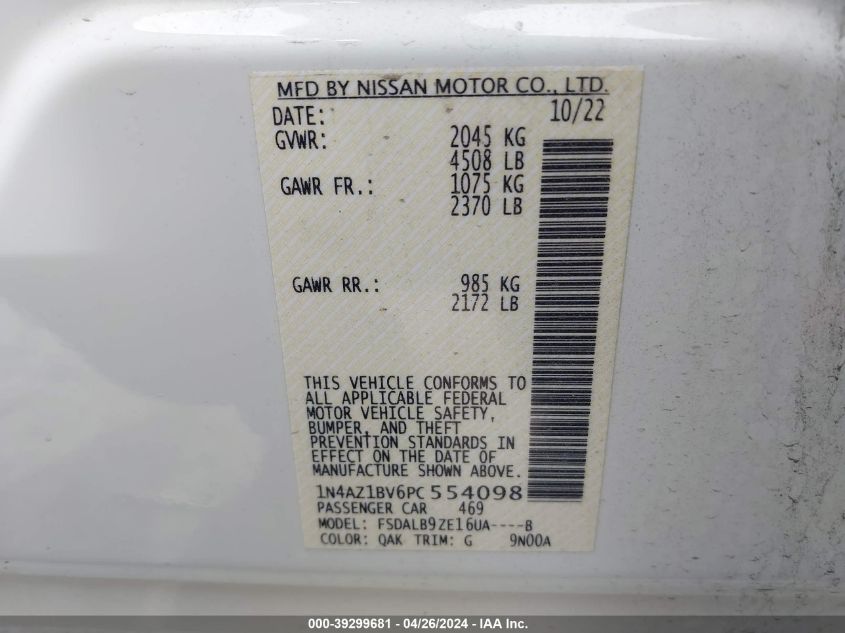 MFD BY NISSAN MOTOR CO., LTD.
DATE: 10/22
GVWR: 2045 KG
4508 LB
GAWR FR.: 1075 KG
2370 LB
GAWR RR.: 985 KG
2172 LB
THIS VEHICLE CONFORMS TO
ALL APPLICABLE FEDERAL
MOTOR VEHICLE SAFETY,
BUMPER, AND THEFT
PREVENTION STANDARDS IN
EFFECT ON THE DATE OF
MANUFACTURE SHOWN ABOVE.
1N4AZ1BV6PC554098
PASSENGER CAR 469
MODEL: FSDALB9ZE16UA----B
COLOR: QAK TRIM: G 9N00A
000-39299681 / 04/26/2024 - IAA Inc.